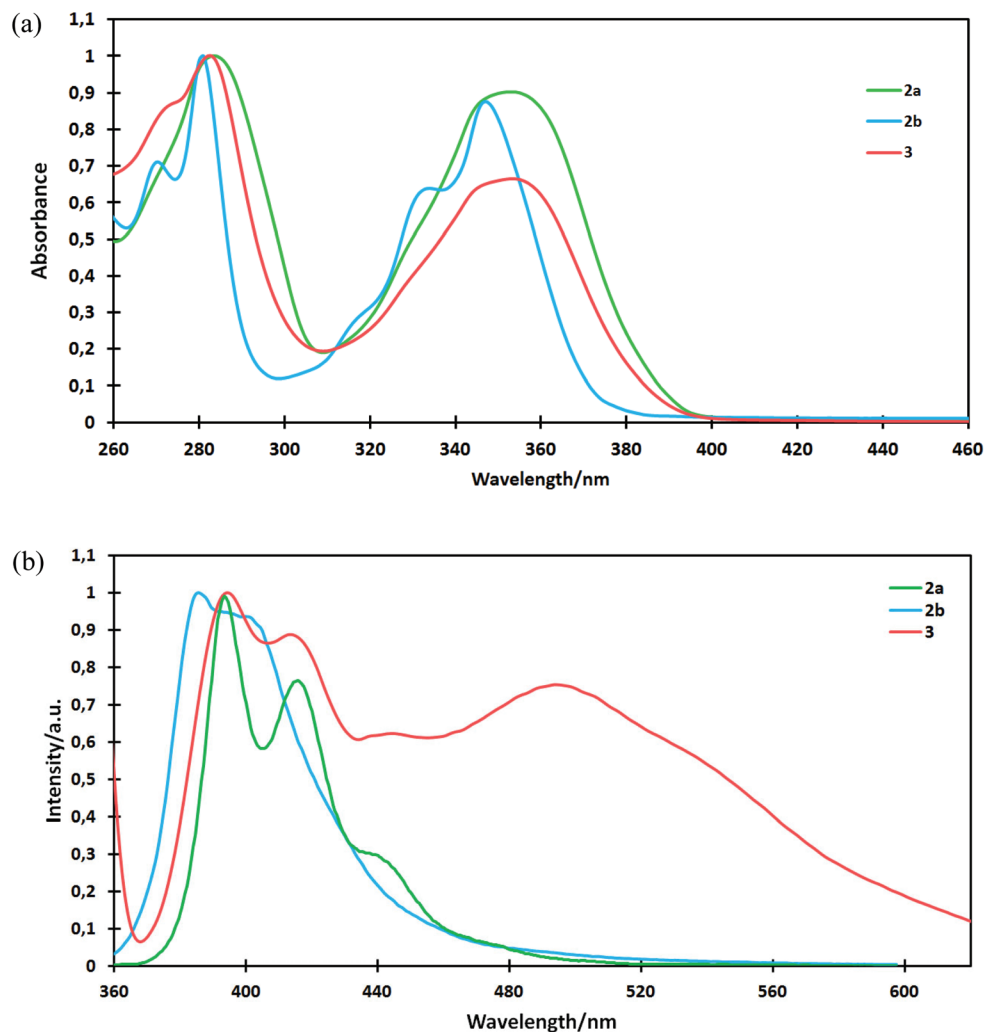 (a)
1,1
1
0,9
0,8
0,7
0,6
0,5
0,4
0,3
0,2
0,1
0
Absorbance
2a
2b
3
260 280 300 320 340 360 380 400 420 440 460
Wavelength/nm
(b)
1,1
1
0,9
0,8
0,7
0,6
0,5
0,4
0,3
0,2
0,1
0
Intensity/a.u.
2a
2b
3
360 400 440 480 520 560 600
Wavelength/nm